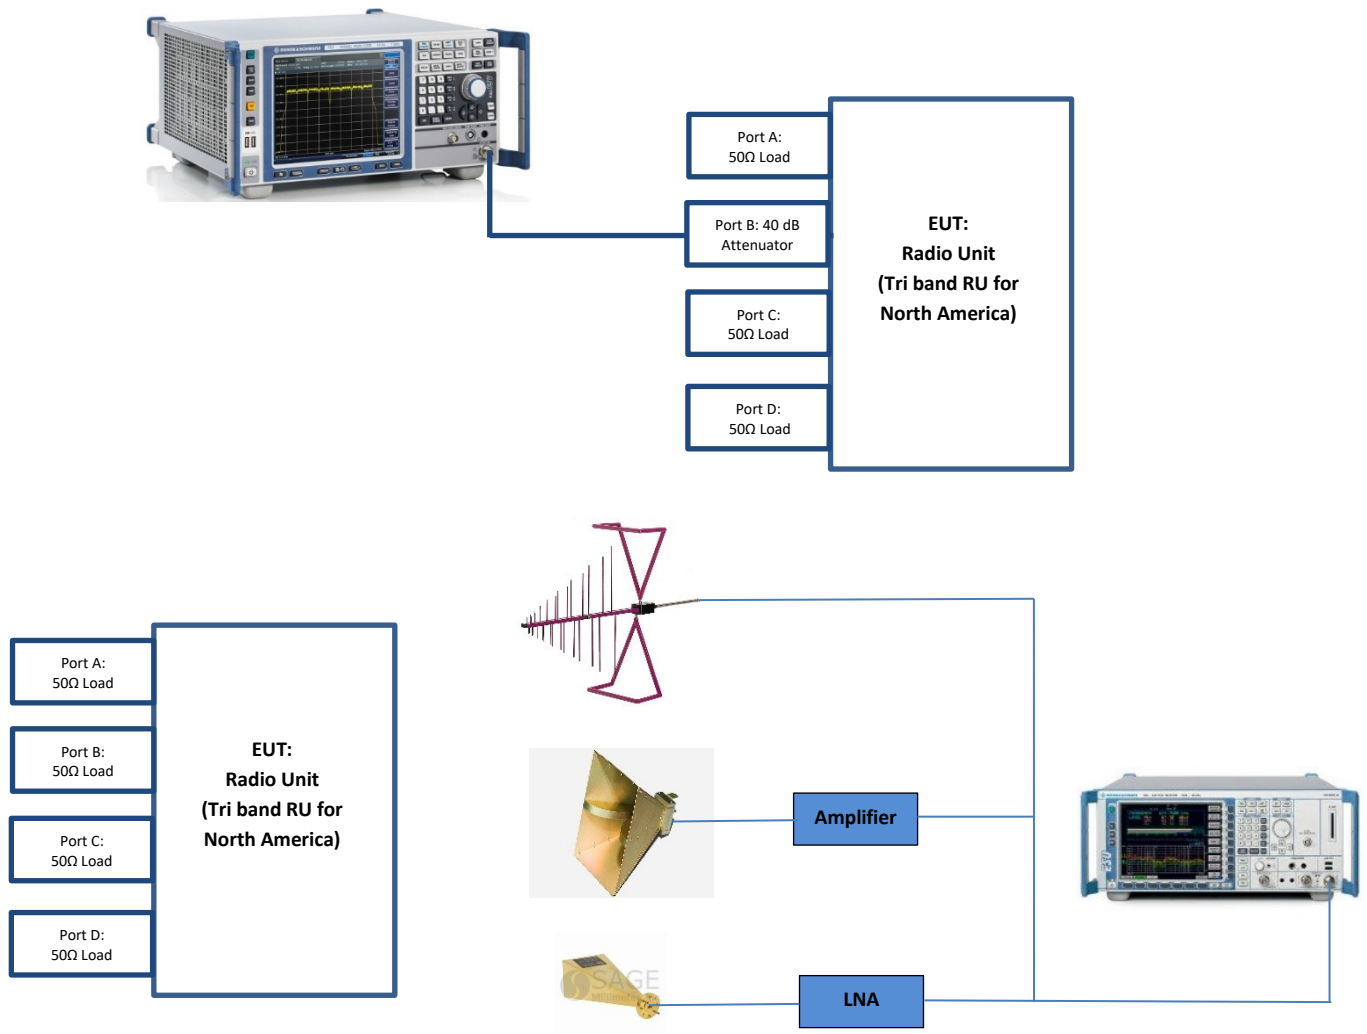 ROHDE & SCHWARZ
Port A:
50Ω Load
Port B: 40 dB
Attenuator
Port C:
50Ω Load
Port D:
50Ω Load
EUT:
Radio Unit
(Tri band RU for
North America)
Port A:
50Ω Load
Port B:
50Ω Load
Port C:
50Ω Load
Port D:
50Ω Load
EUT:
Radio Unit
(Tri band RU for
North America)
Amplifier
SAGE
LNA